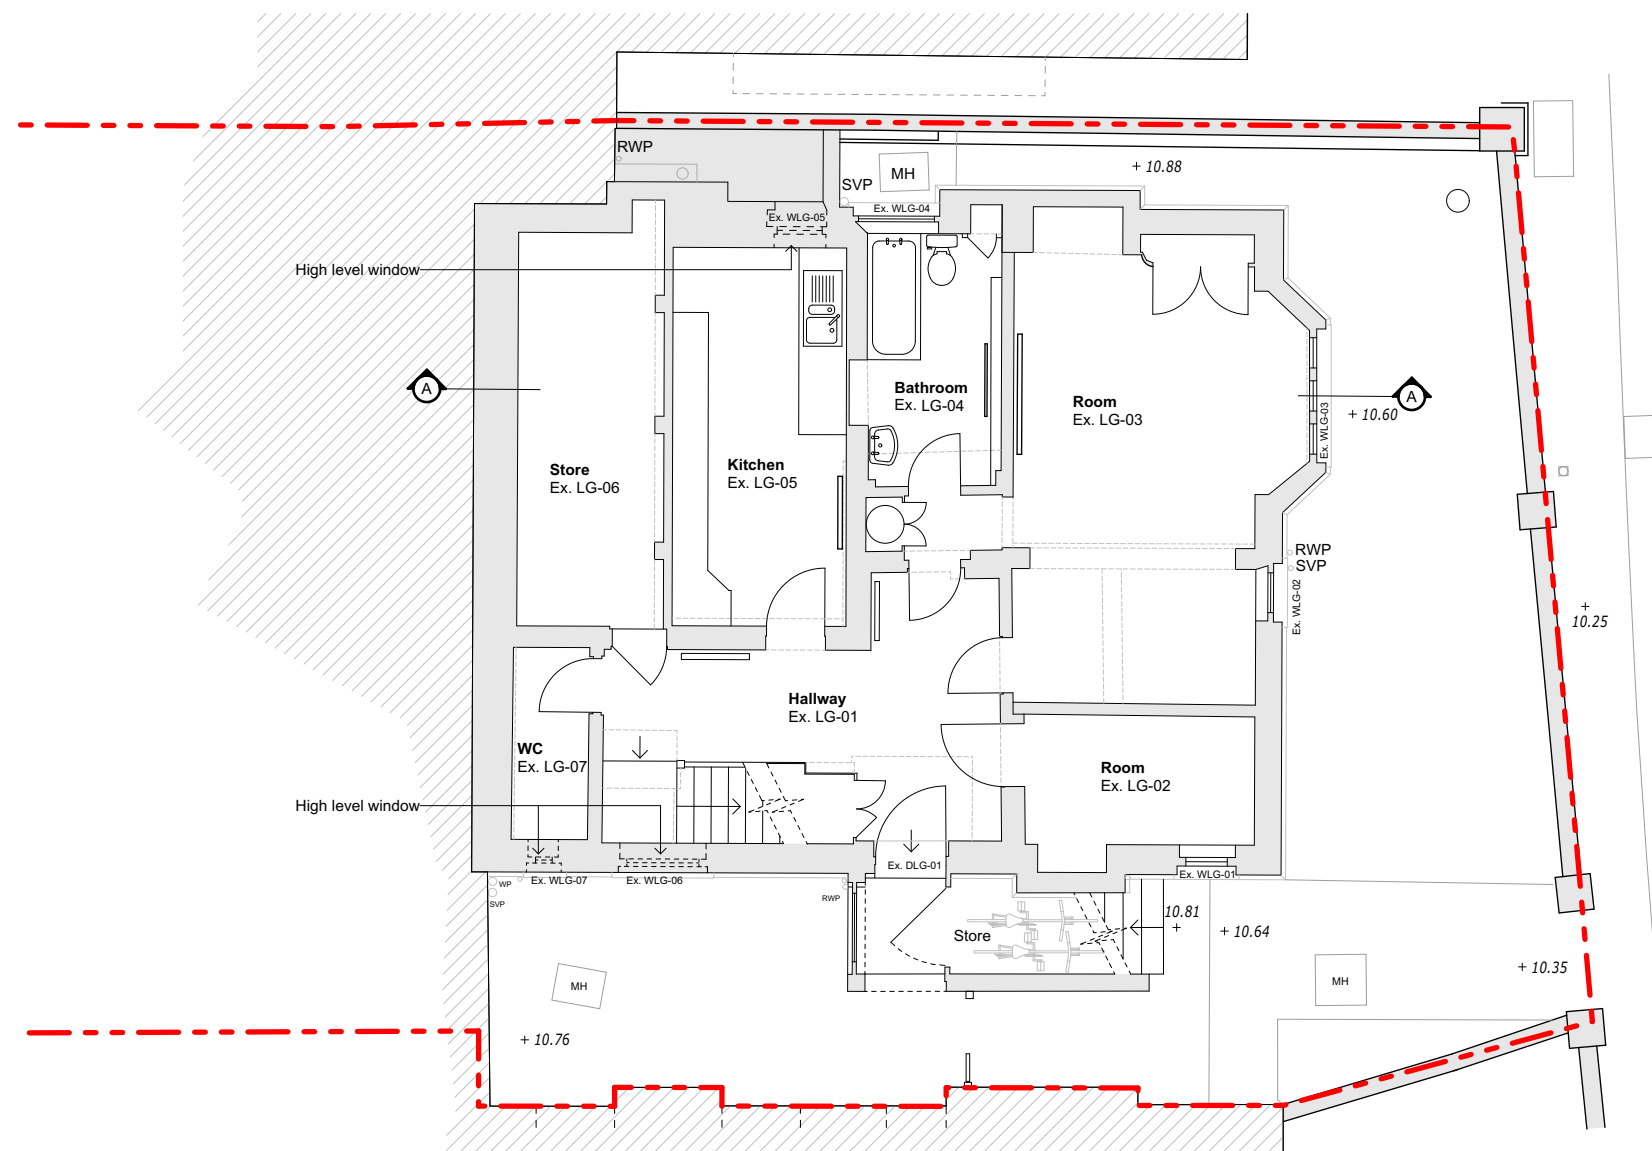 RWP
SVP
MH
+ 10.88
Ex. WLG-04
Ex. WLG-05
High level window
A
Bathroom
Ex. LG-04
Room
Ex. LG-03
Ex. WLG-03
A
+ 10.60
Store
Ex. LG-06
Kitchen
Ex. LG-05
RWP
SVP
Ex. WLG-02
+
10.25
Hallway
Ex. LG-01
WC
Ex. LG-07
Room
Ex. LG-02
High level window
Ex. DLG-01
Ex. WLG-07
Ex. WLG-06
Ex. WLG-01
WP
SVP
RWP
Store
10.81
+
+ 10.64
+ 10.35
MH
MH
+ 10.76